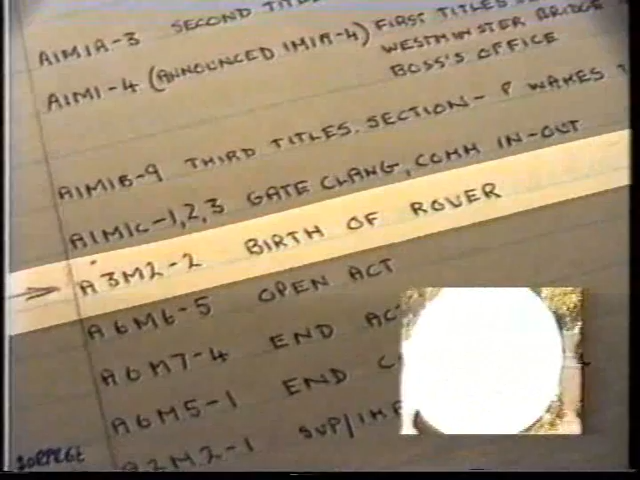 A1M1A-3 SECOND
A1M1-4 (ANNOUNCED 1M1A-4) FIRST TITLES
WESTMINSTER BRIDGE
BOSS'S OFFICE
A1M1B-9 THIRD TITLES. SECTION - P WAKES
A1M1C-1,2,3 GATE CLANG, COMM IN-OUT
A3M2-2 BIRTH OF ROVER
A6M6-5 OPEN ACT
A6M7-4 END
A6M5-1 END
A2M2-1